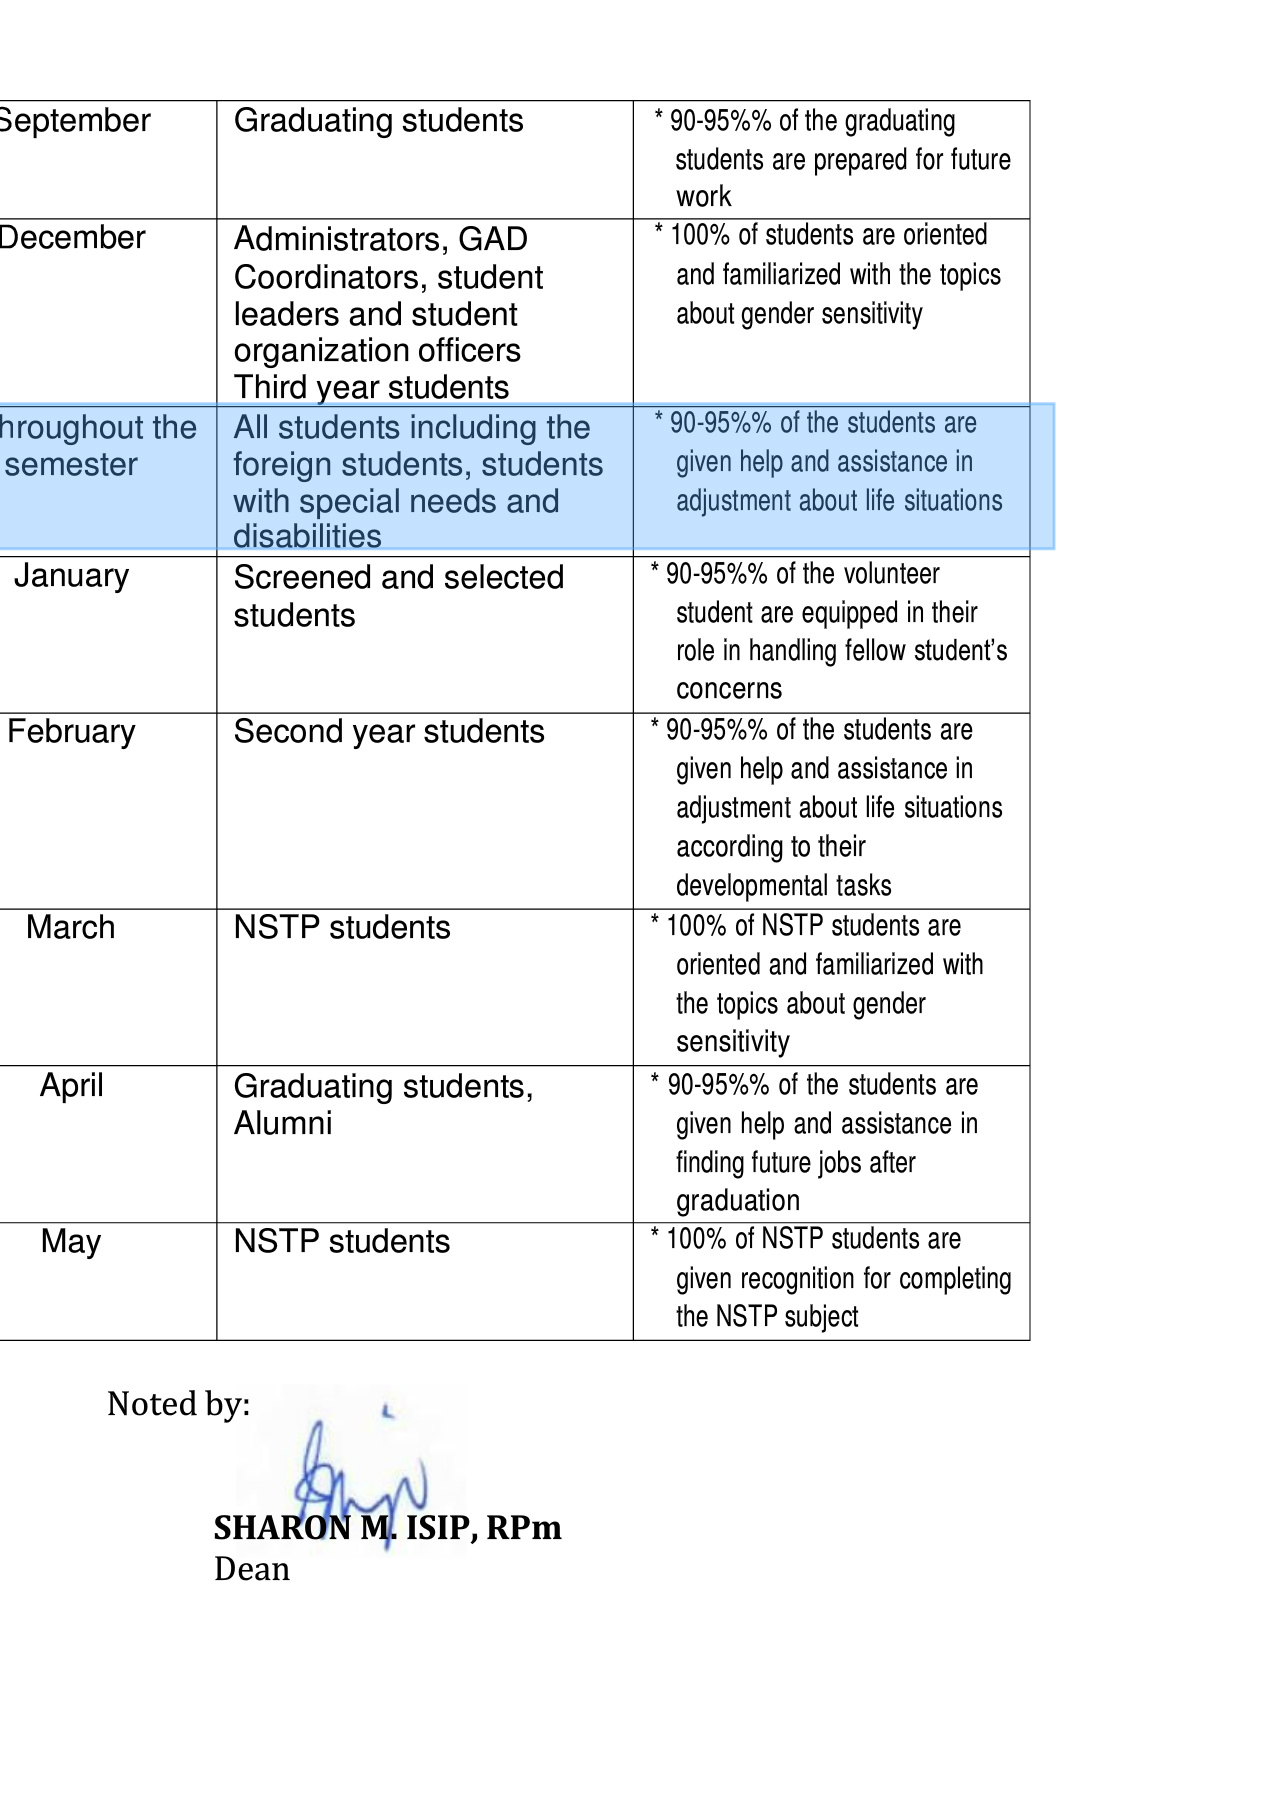 September Graduating students * 90-95%% of the graduating
students are prepared for future
work
December Administrators, GAD * 100% of students are oriented
Coordinators, student and familiarized with the topics
leaders and student about gender sensitivity
organization officers
Third year students
hroughout the All students including the * 90-95%% of the students are
semester foreign students, students given help and assistance in
with special needs and adjustment about life situations
disabilities
January Screened and selected * 90-95%% of the volunteer
students student are equipped in their
role in handling fellow student’s
concerns
February Second year students * 90-95%% of the students are
given help and assistance in
adjustment about life situations
according to their
developmental tasks
March NSTP students * 100% of NSTP students are
oriented and familiarized with
the topics about gender
sensitivity
April Graduating students, * 90-95%% of the students are
Alumni given help and assistance in
finding future jobs after
graduation
May NSTP students * 100% of NSTP students are
given recognition for completing
the NSTP subject
Noted by:
SHARON M. ISIP, RPm
Dean